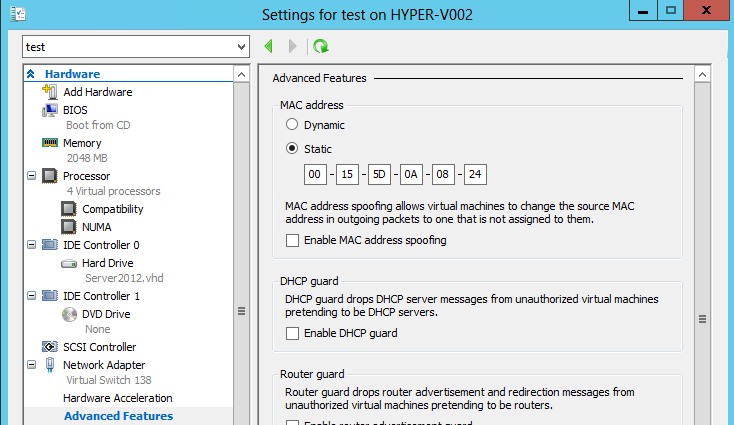 Settings for test on HYPER-V002
test
Hardware
Add Hardware
BIOS
Boot from CD
Memory
2048 MB
Processor
4 Virtual processors
Compatibility
NUMA
IDE Controller 0
Hard Drive
Server2012.vhd
IDE Controller 1
DVD Drive
None
SCSI Controller
Network Adapter
Virtual Switch 138
Hardware Acceleration
Advanced Features
Advanced Features
MAC address
Dynamic
Static
00 - 15 - 5D - 0A - 08 - 24
MAC address spoofing allows virtual machines to change the source MAC
address in outgoing packets to one that is not assigned to them.
Enable MAC address spoofing
DHCP guard
DHCP guard drops DHCP server messages from unauthorized virtual machines
pretending to be DHCP servers.
Enable DHCP guard
Router guard
Router guard drops router advertisement and redirection messages from
unauthorized virtual machines pretending to be routers.
Enable router advertisement guard